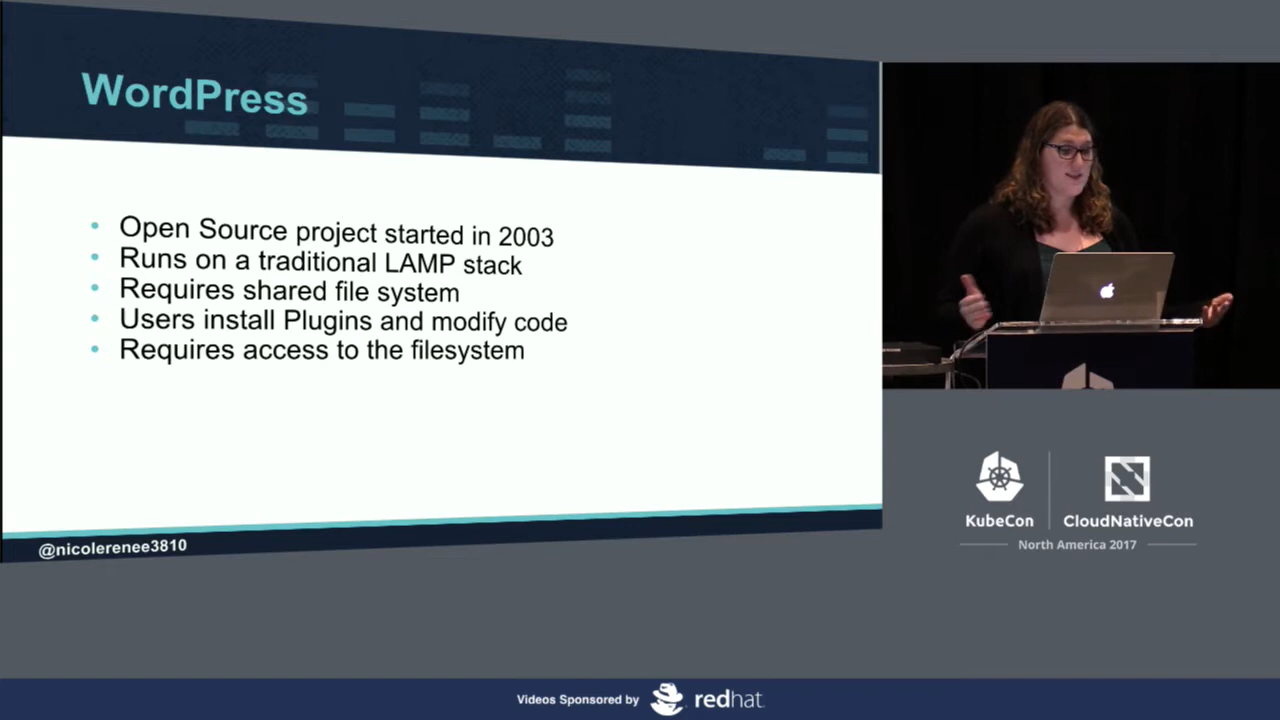 WordPress
Open Source project started in 2003
Runs on a traditional LAMP stack
Requires shared file system
Users install Plugins and modify code
Requires access to the filesystem
@nicolerenee3810
KubeCon
CloudNativeCon
North America 2017
Videos Sponsored by redhat.